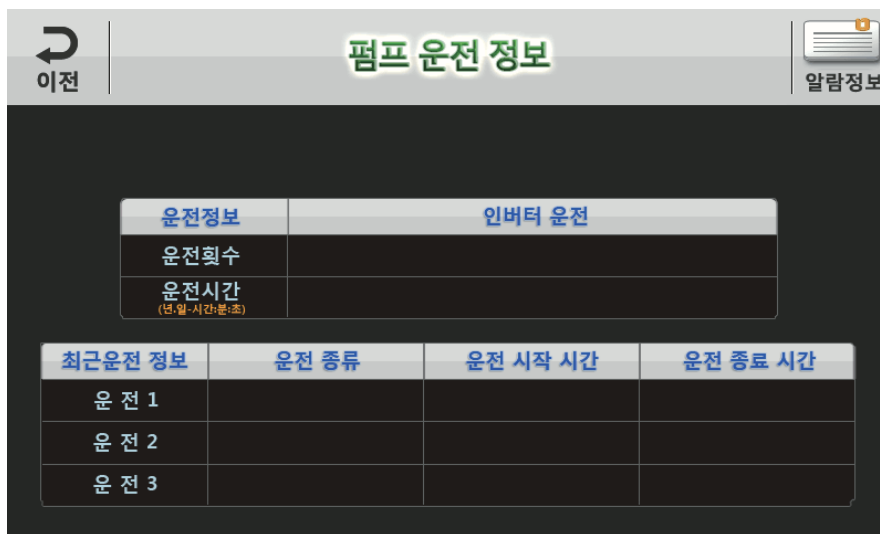 이전
펌프 운전 정보
알람정보
운전정보 인버터 운전
운전횟수
운전시간
(년.일-시간:분:초)
최근운전 정보 운전 종류 운전 시작 시간 운전 종료 시간
운 전 1
운 전 2
운 전 3